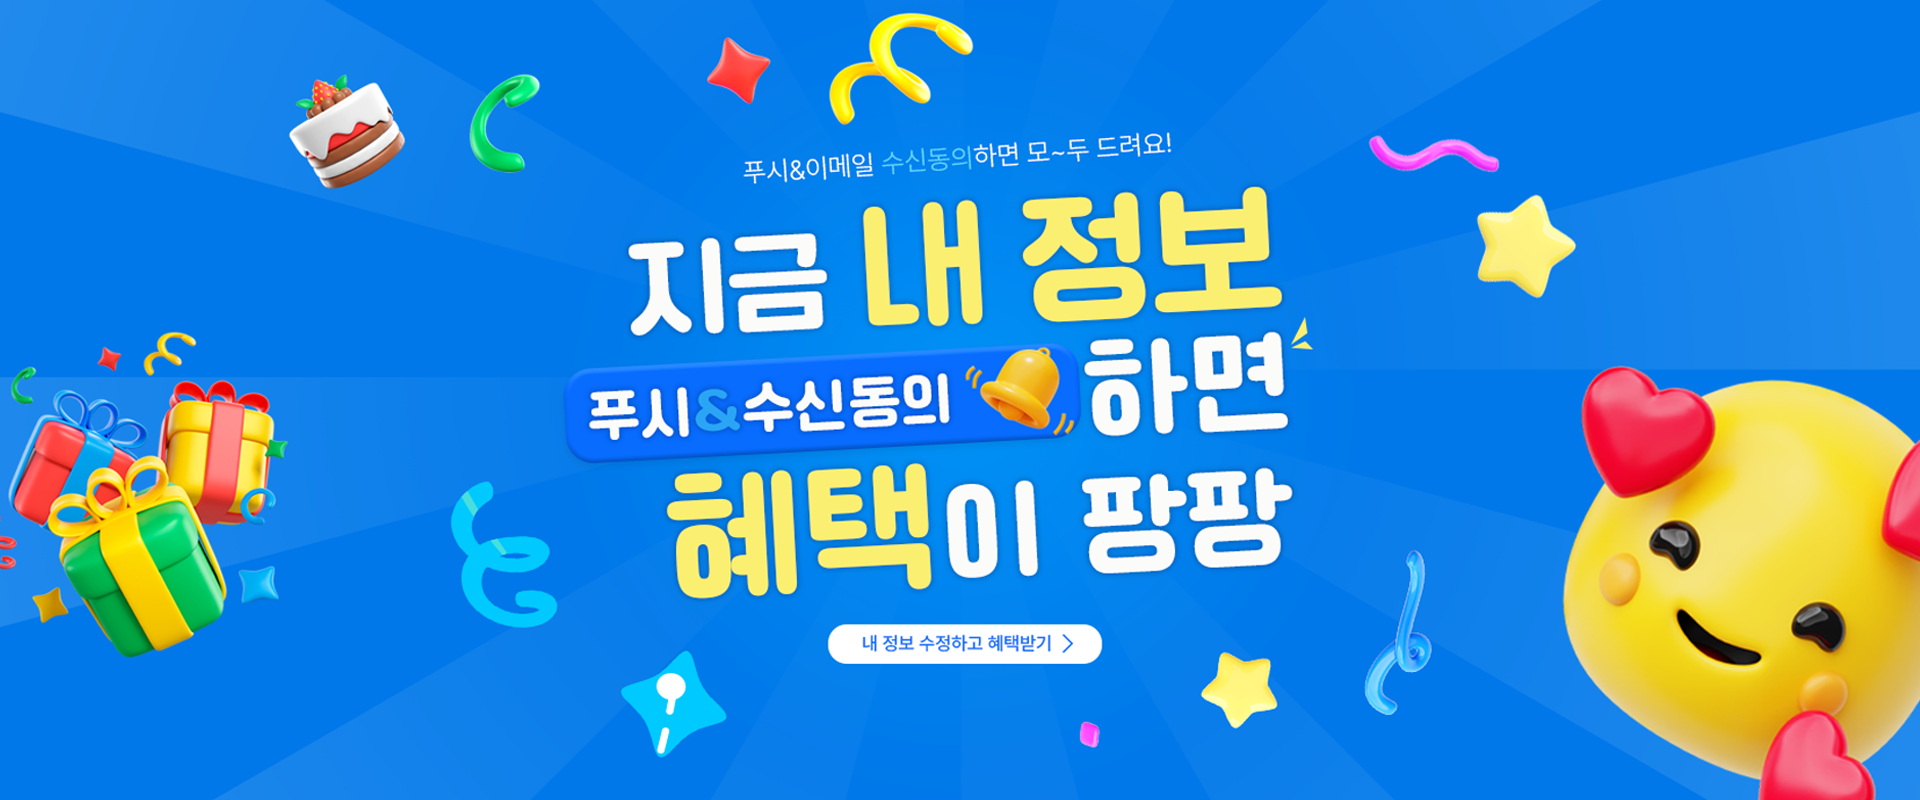 푸시&이메일 수신동의하면 모~두 드려요!
지금 내 정보
푸시&수신동의 하면
혜택이 팡팡
내 정보 수정하고 혜택받기 >